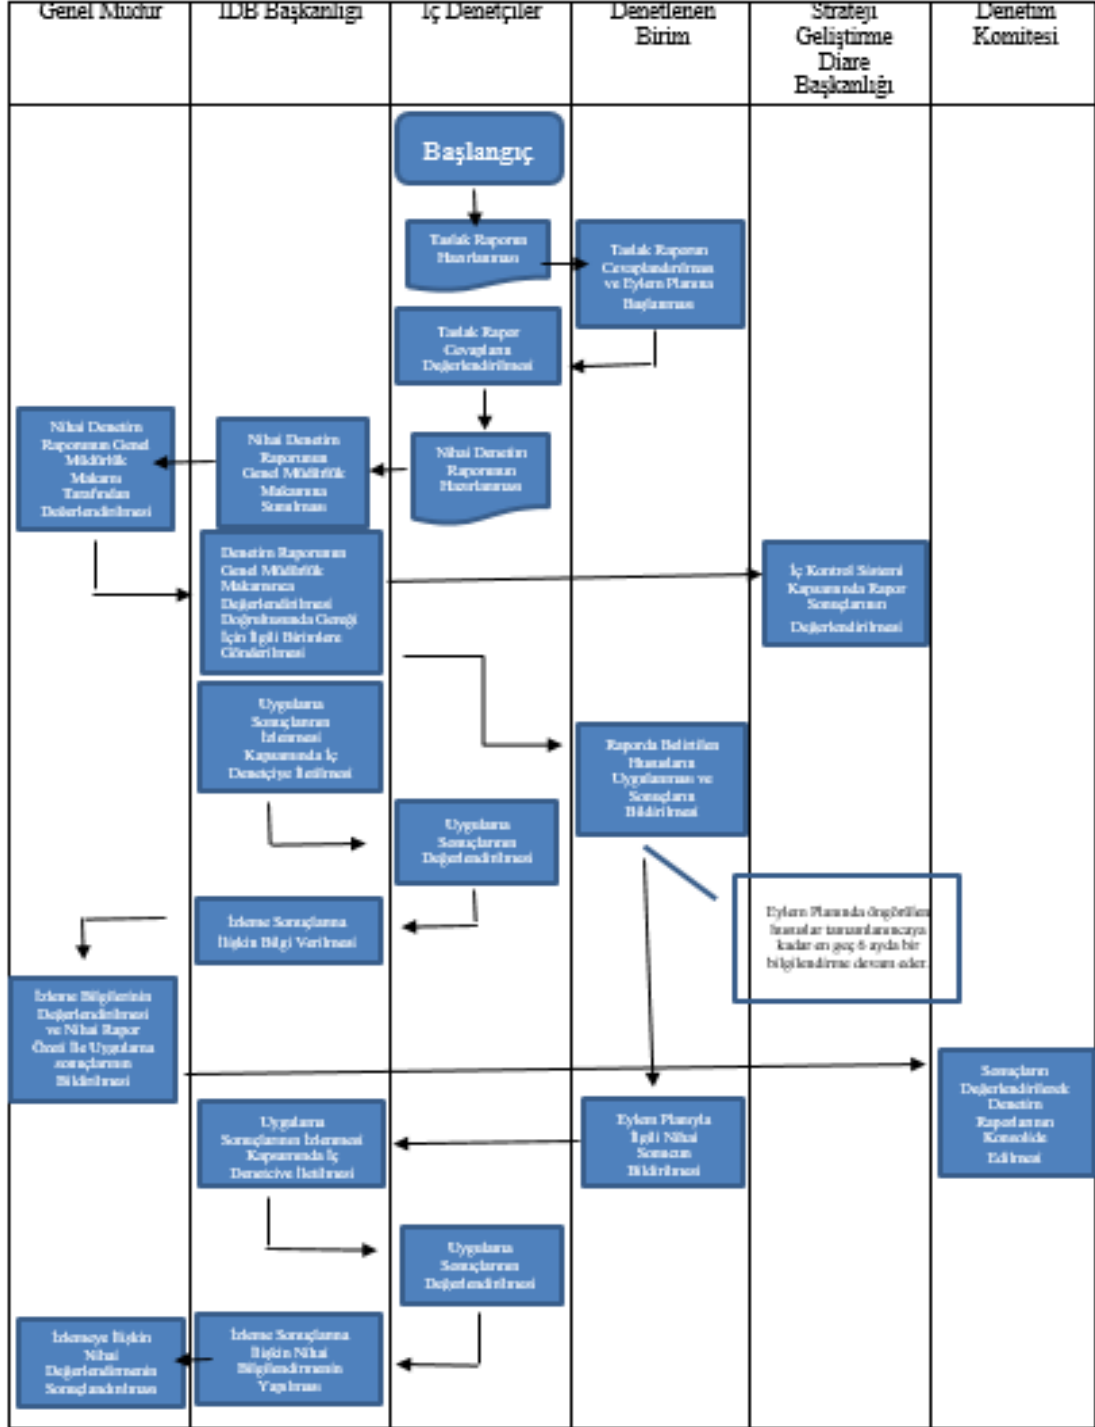 Genel Müdür
IDB Başkanlığı
İç Denetçiler
Denetlenen
Birim
Strateji
Geliştirme
Diare
Başkanlığı
Denetim
Komitesi
Başlangıç
Taslak Raporun
Hazırlanması
Taslak Raporun
Cevaplandırılması
ve Eylem Planına
Başlanması
Taslak Rapor
Cevapların
Değerlendirilmesi
Nihai Denetim
Raporunun Genel
Müdürlük
Makamı
Tarafından
Değerlendirilmesi
Nihai Denetim
Raporunun
Genel Müdürlük
Makamına
Sunulması
Nihai Denetim
Raporunun
Hazırlanması
Denetim Raporunun
Genel Müdürlük
Makamınca
Değerlendirilmesi
Doğrultusunda Gereği
İçin İlgili Birimlere
Gönderilmesi
İç Kontrol Sistemi
Kapsamında Rapor
Sonuçlarının
Değerlendirilmesi
Uygulama
Sonuçlarının
İzlenmesi
Kapsamında İç
Denetçiye İletilmesi
Raporda Belirtilen
Hususların
Uygulanması ve
Sonuçların
Bildirilmesi
Uygulama
Sonuçlarının
Değerlendirilmesi
Eylem Planında öngörülen
hususlar tamamlanıncaya
kadar en geç 6 ayda bir
bilgilendirme devam eder.
İzleme Sonuçlarına
İlişkin Bilgi Verilmesi
İzleme Bilgilerinin
Değerlendirilmesi
ve Nihai Rapor
Özeti İle Uygulama
sonuçlarının
Bildirilmesi
Sonuçların
Değerlendirilerek
Denetim
Raporlarının
Konsolide
Edilmesi
Uygulama
Sonuçlarının İzlenmesi
Kapsamında İç
Denetciye İletilmesi
Eylem Planıyla
İlgili Nihai
Sonucun
Bildirilmesi
Uygulama
Sonuçlarının
Değerlendirilmesi
İzlemeye İlişkin
Nihai
Değerlendirmenin
Sonuçlandırılması
İzleme Sonuçlarına
İlişkin Nihai
Bilgilendirmenin
Yapılması